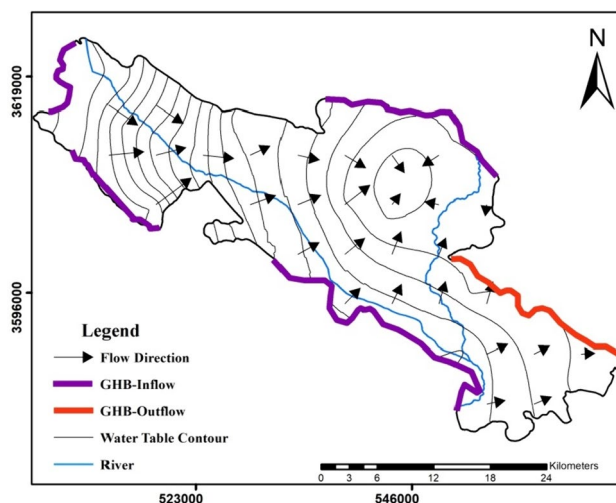 N
3619000
3596000
Legend
Flow Direction
GHB-Inflow
GHB-Outflow
Water Table Contour
River
Kilometers
0 3 6 12 18 24
523000 546000